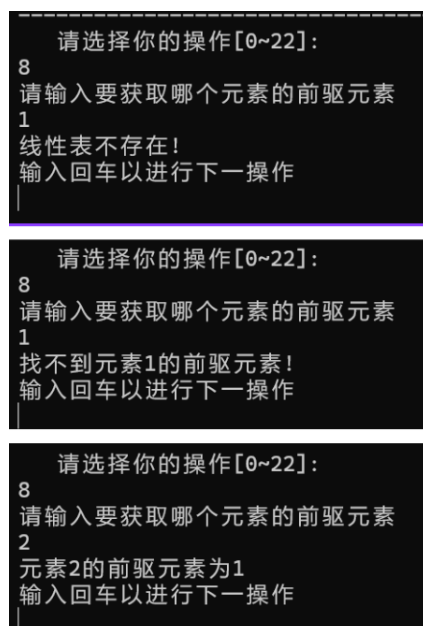 请选择你的操作[0~22]:
8
请输入要获取哪个元素的前驱元素
1
线性表不存在!
输入回车以进行下一操作
请选择你的操作[0~22]:
8
请输入要获取哪个元素的前驱元素
1
找不到元素1的前驱元素!
输入回车以进行下一操作
请选择你的操作[0~22]:
8
请输入要获取哪个元素的前驱元素
2
元素2的前驱元素为1
输入回车以进行下一操作